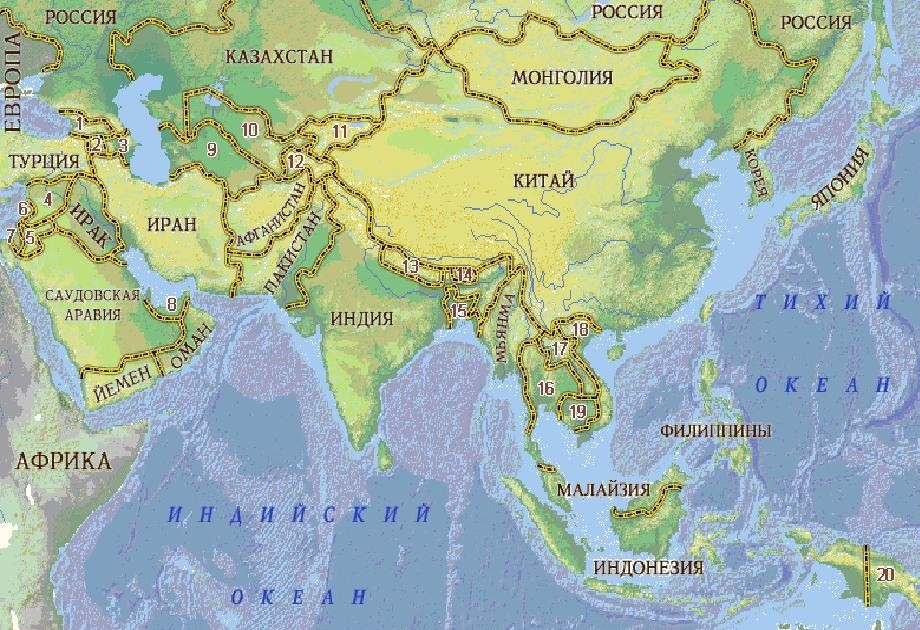 РОССИЯ
РОССИЯ
РОССИЯ
ЕВРОПА
КАЗАХСТАН
МОНГОЛИЯ
1
2
3
10
11
9
12
ТУРЦИЯ
КИТАЙ
КОРЕЯ
ЯПОНИЯ
4
6
7
5
ИРАК
ИРАН
АФГАНИСТАН
ПАКИСТАН
13
14
15
САУДОВСКАЯ
АРАВИЯ
8
ОМАН
ЙЕМЕН
ИНДИЯ
МЬЯНМА
18
17
16
19
ТИХИЙ
ОКЕАН
АФРИКА
ФИЛИППИНЫ
МАЛАЙЗИЯ
ИНДИЙСКИЙ
ОКЕАН
ИНДОНЕЗИЯ
20